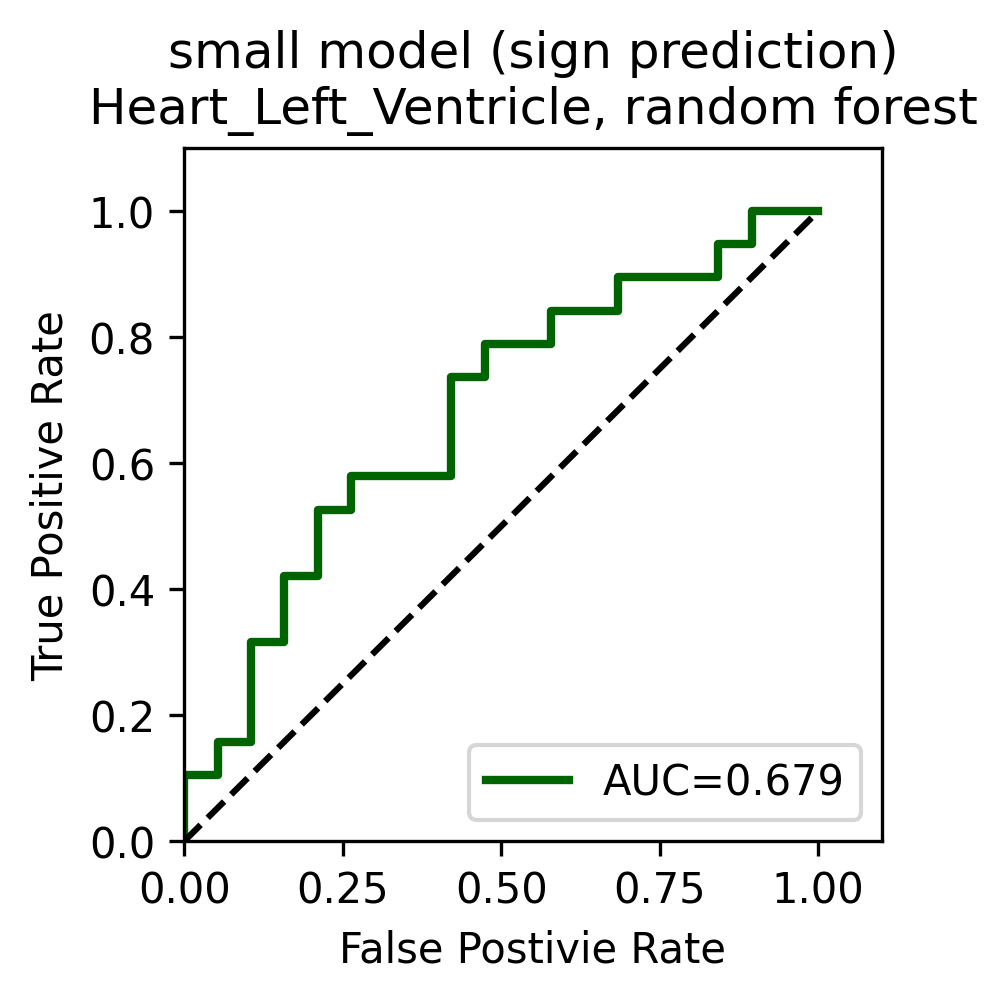 small model (sign prediction)
Heart_Left_Ventricle, random forest
True Positive Rate
1.0
0.8
0.6
0.4
0.2
0.0
AUC=0.679
0.00 0.25 0.50 0.75 1.00
False Postivie Rate